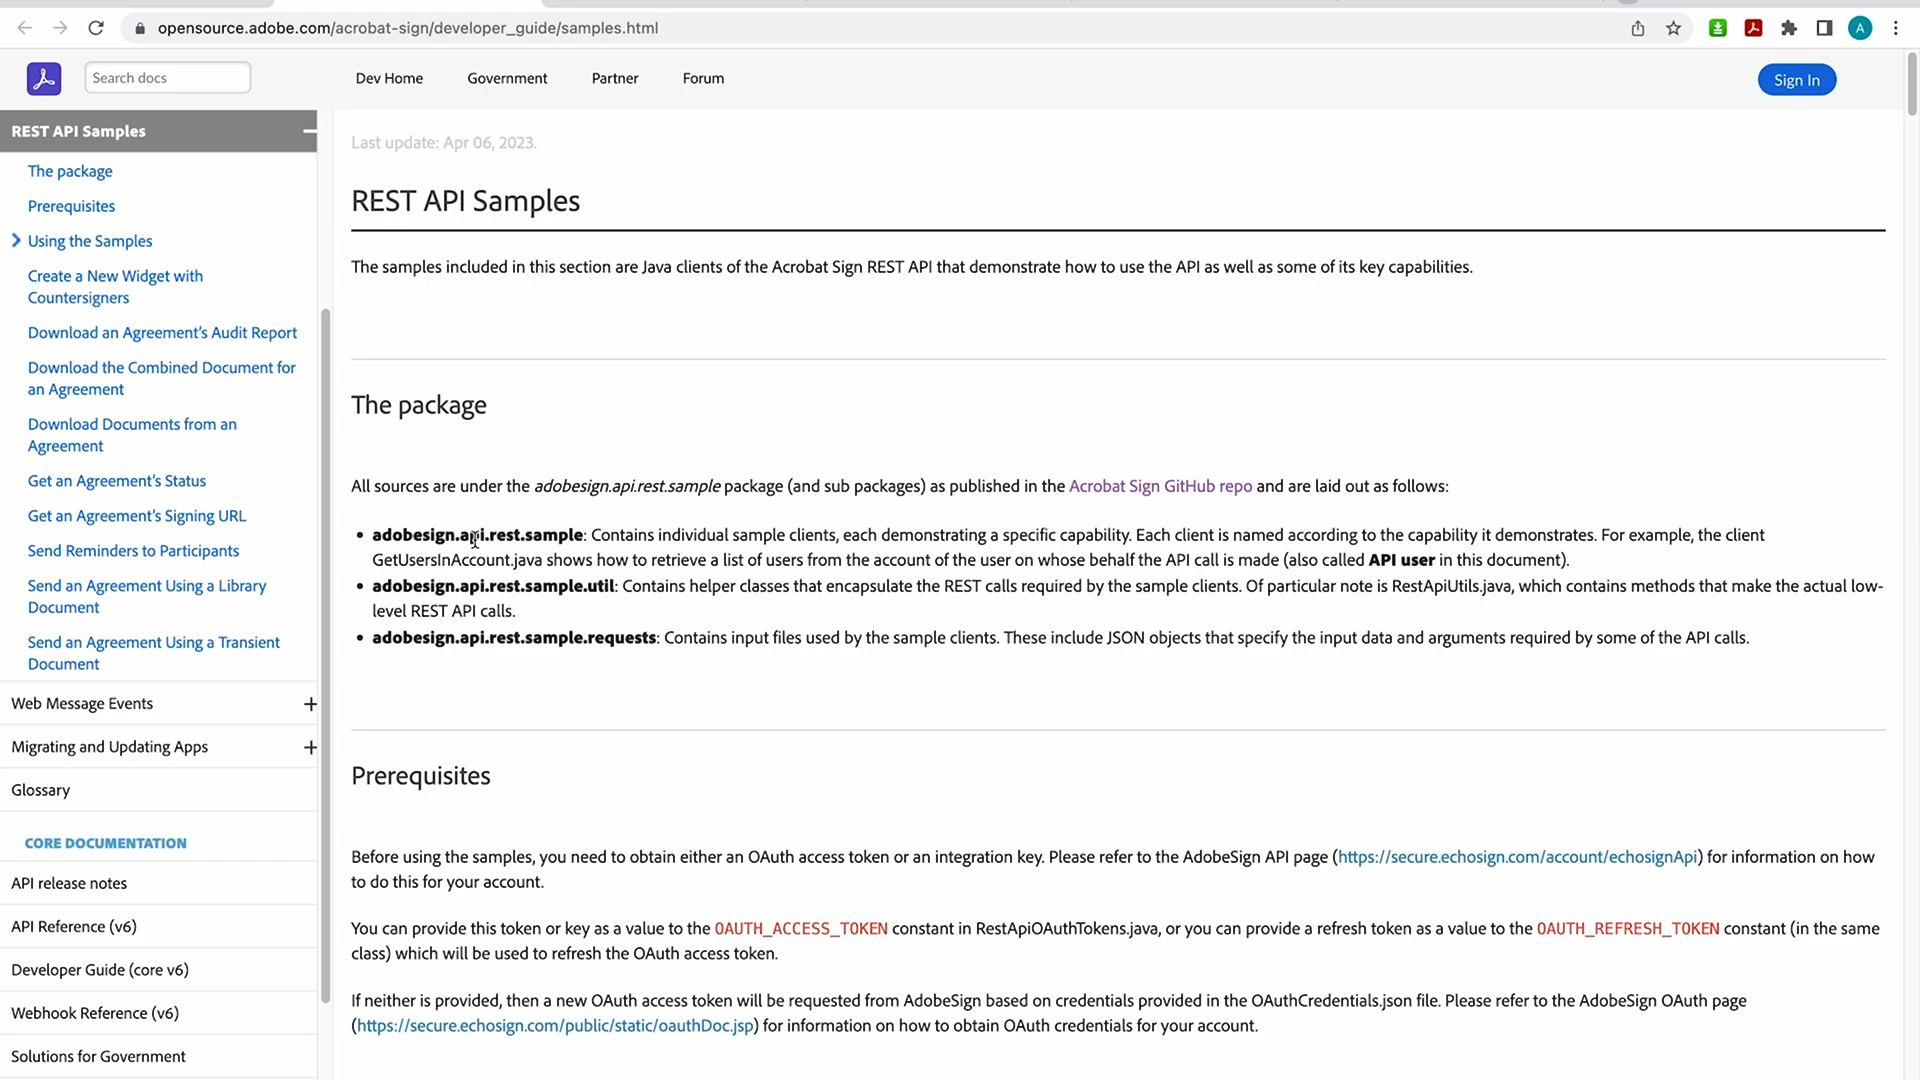 opensource.adobe.com/acrobat-sign/developer_guide/samples.html
A
Search docs
Dev Home
Government
Partner
Forum
Sign In
REST API Samples
The package
Prerequisites
Using the Samples
Create a New Widget with
Countersigners
Download an Agreement's Audit Report
Download the Combined Document for
an Agreement
Download Documents from an
Agreement
Get an Agreement's Status
Get an Agreement's Signing URL
Send Reminders to Participants
Send an Agreement Using a Library
Document
Send an Agreement Using a Transient
Document
Web Message Events
Migrating and Updating Apps
Glossary
CORE DOCUMENTATION
API release notes
API Reference (v6)
Developer Guide (core v6)
Webhook Reference (v6)
Solutions for Government
Last update: Apr 06, 2023.
REST API Samples
The samples included in this section are Java clients of the Acrobat Sign REST API that demonstrate how to use the API as well as some of its key capabilities.
The package
All sources are under the adobesign.api.rest.sample package (and sub packages) as published in the Acrobat Sign GitHub repo and are laid out as follows:
• adobesign.api.rest.sample: Contains individual sample clients, each demonstrating a specific capability. Each client is named according to the capability it demonstrates. For example, the client
GetUsersInAccount.java shows how to retrieve a list of users from the account of the user on whose behalf the API call is made (also called API user in this document).
• adobesign.api.rest.sample.util: Contains helper classes that encapsulate the REST calls required by the sample clients. Of particular note is RestApiUtils.java, which contains methods that make the actual low-
level REST API calls.
• adobesign.api.rest.sample.requests: Contains input files used by the sample clients. These include JSON objects that specify the input data and arguments required by some of the API calls.
Prerequisites
Before using the samples, you need to obtain either an OAuth access token or an integration key. Please refer to the AdobeSign API page (https://secure.echosign.com/account/echosignApi) for information on how
to do this for your account.
You can provide this token or key as a value to the OAUTH_ACCESS_TOKEN constant in RestApiOAuthTokens.java, or you can provide a refresh token as a value to the OAUTH_REFRESH_TOKEN constant (in the same
class) which will be used to refresh the OAuth access token.
If neither is provided, then a new OAuth access token will be requested from AdobeSign based on credentials provided in the OAuthCredentials.json file. Please refer to the AdobeSign OAuth page
(https://secure.echosign.com/public/static/oauthDoc.jsp) for information on how to obtain OAuth credentials for your account.